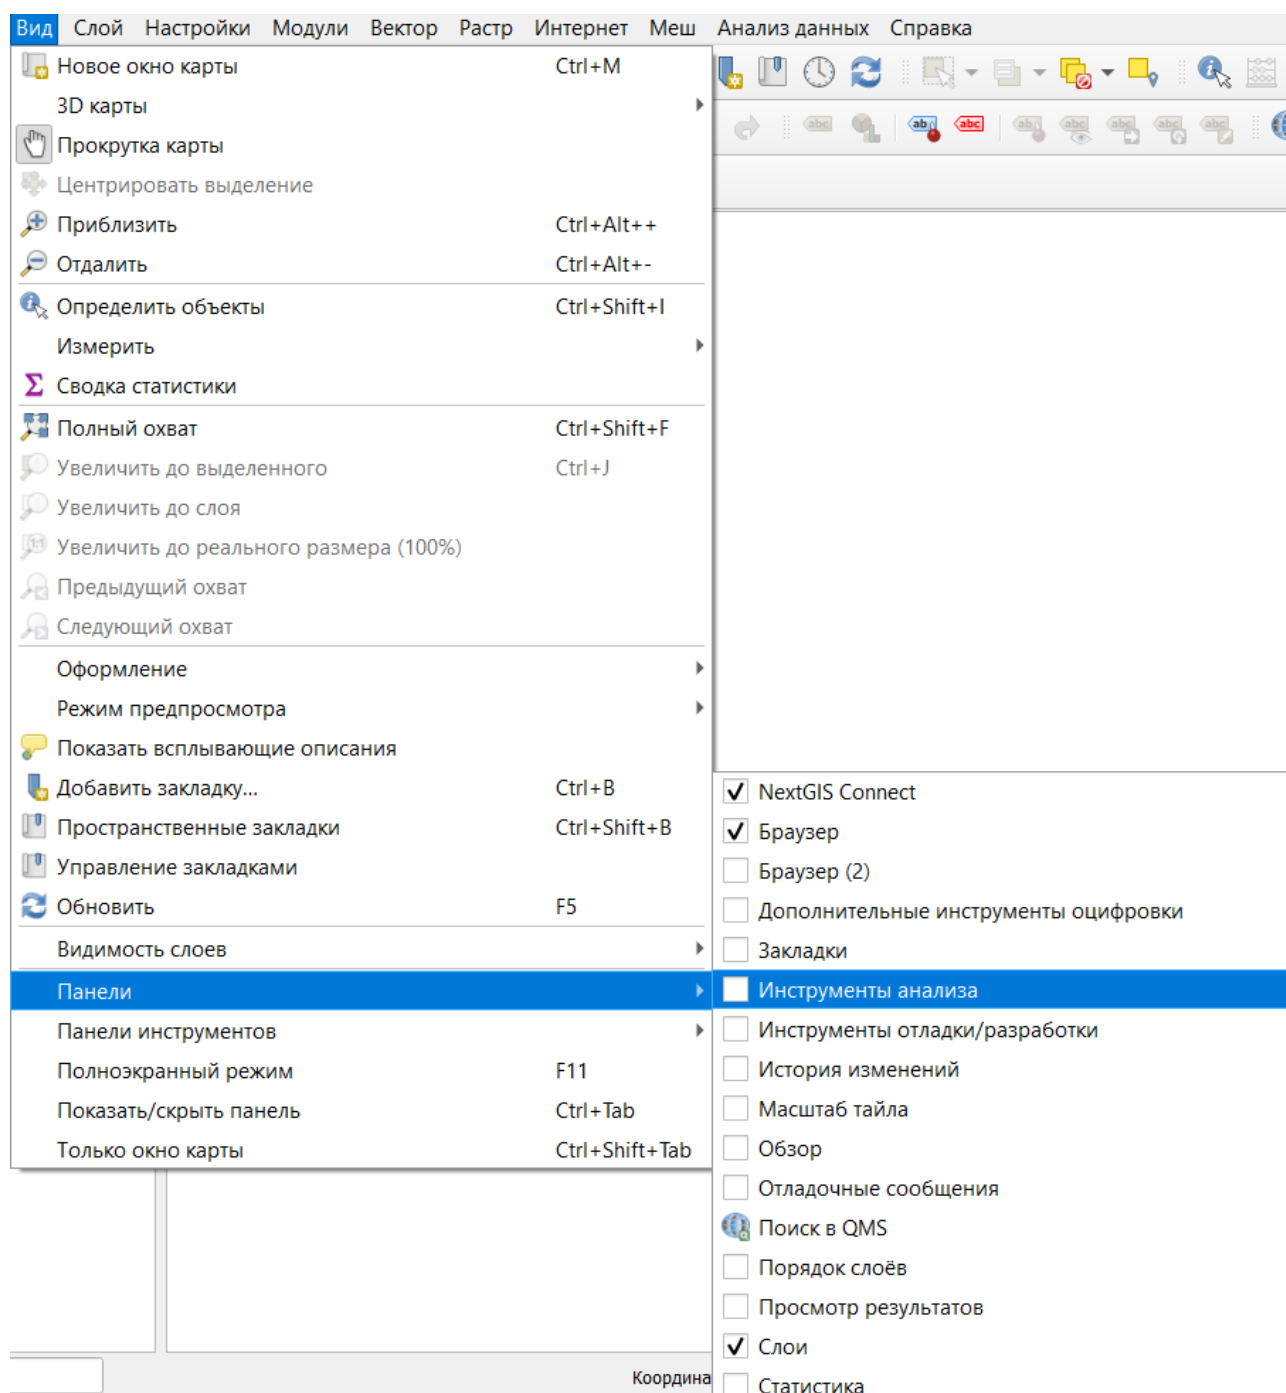 Вид Слой Настройки Модули Вектор Растр Интернет Меш Анализ данных Справка
Новое окно карты Ctrl+M
3D карты
Прокрутка карты
Центрировать выделение
Приблизить Ctrl+Alt++
Отдалить Ctrl+Alt+-
Определить объекты Ctrl+Shift+I
Измерить
Сводка статистики
Полный охват Ctrl+Shift+F
Увеличить до выделенного Ctrl+J
Увеличить до слоя
Увеличить до реального размера (100%)
Предыдущий охват
Следующий охват
Оформление
Режим предпросмотра
Показать всплывающие описания
Добавить закладку... Ctrl+B
Пространственные закладки Ctrl+Shift+B
Управление закладками
Обновить F5
Видимость слоев
Панели
Панели инструментов
Полноэкранный режим F11
Показать/скрыть панель Ctrl+Tab
Только окно карты Ctrl+Shift+Tab
NextGIS Connect
Браузер
Браузер (2)
Дополнительные инструменты оцифровки
Закладки
Инструменты анализа
Инструменты отладки/разработки
История изменений
Масштаб тайла
Обзор
Отладочные сообщения
Поиск в QMS
Порядок слоёв
Просмотр результатов
Слои
Статистика
Координа